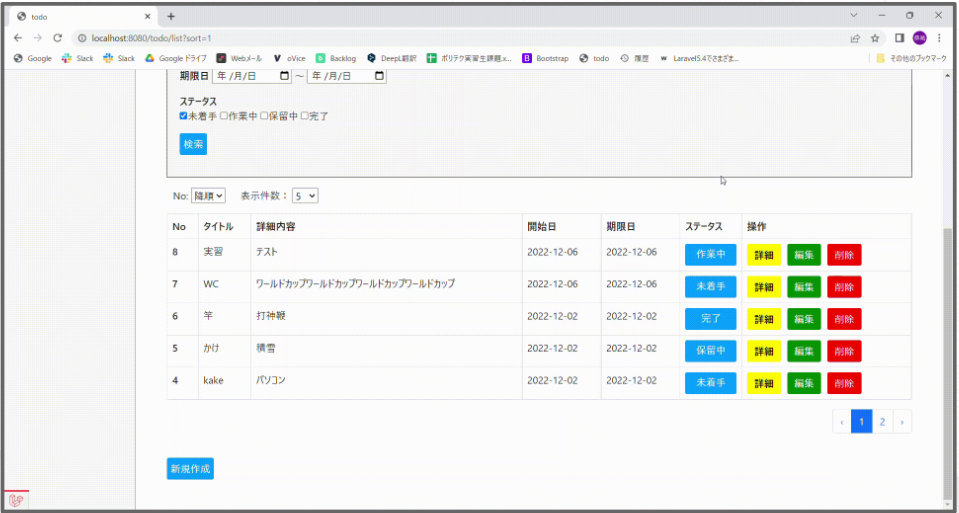 todo
localhost:8080/todo/list?sort=1
Google Slack Slack Google ドライブ Webメール oVice Backlog DeepL翻訳 ポリテク実習生課題.x... Bootstrap todo 履歴 Laravel5.4でさまざま... その他のブックマーク
期限日 年 /月/日 ～ 年 /月/日
ステータス
未着手 作業中 保留中 完了
検索
No: 降順 表示件数： 5
No タイトル 詳細内容 開始日 期限日 ステータス 操作
8 実習 テスト 2022-12-06 2022-12-06 作業中 詳細 編集 削除
7 WC ワールドカップワールドカップワールドカップワールドカップ 2022-12-06 2022-12-06 未着手 詳細 編集 削除
6 竿 打神鞭 2022-12-02 2022-12-02 完了 詳細 編集 削除
5 かけ 積雪 2022-12-02 2022-12-02 保留中 詳細 編集 削除
4 kake パソコン 2022-12-02 2022-12-02 未着手 詳細 編集 削除
‹ 1 2 ›
新規作成